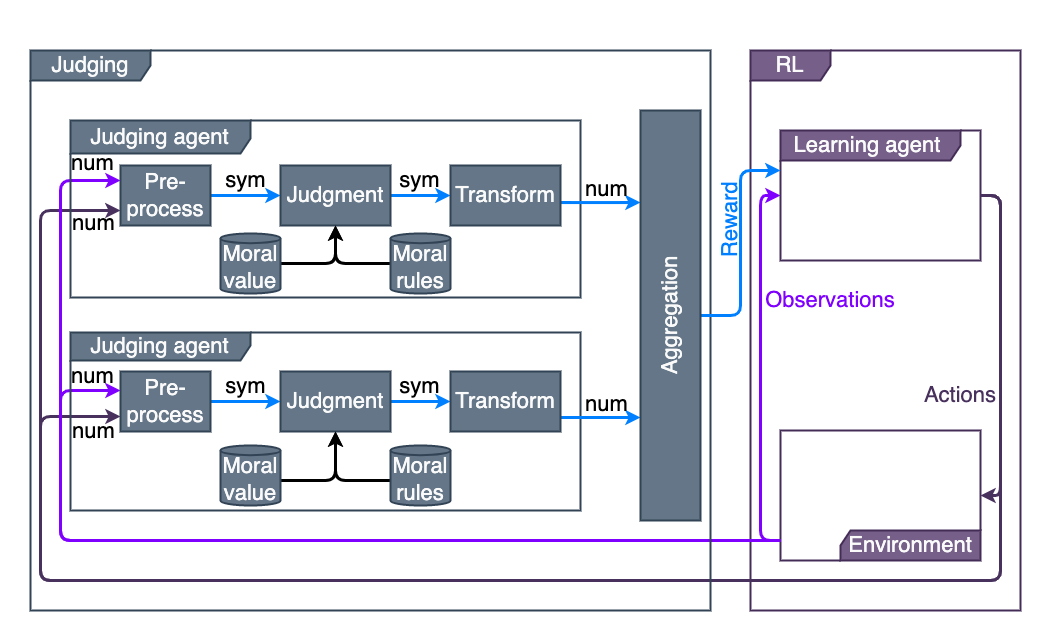 Judging
RL
Judging agent
Learning agent
num
Pre-
process
sym
Judgment
sym
Transform
num
num
Moral
value
Moral
rules
Reward
Aggregation
Observations
Judging agent
num
Pre-
process
sym
Judgment
sym
Transform
num
num
Actions
Moral
value
Moral
rules
Environment